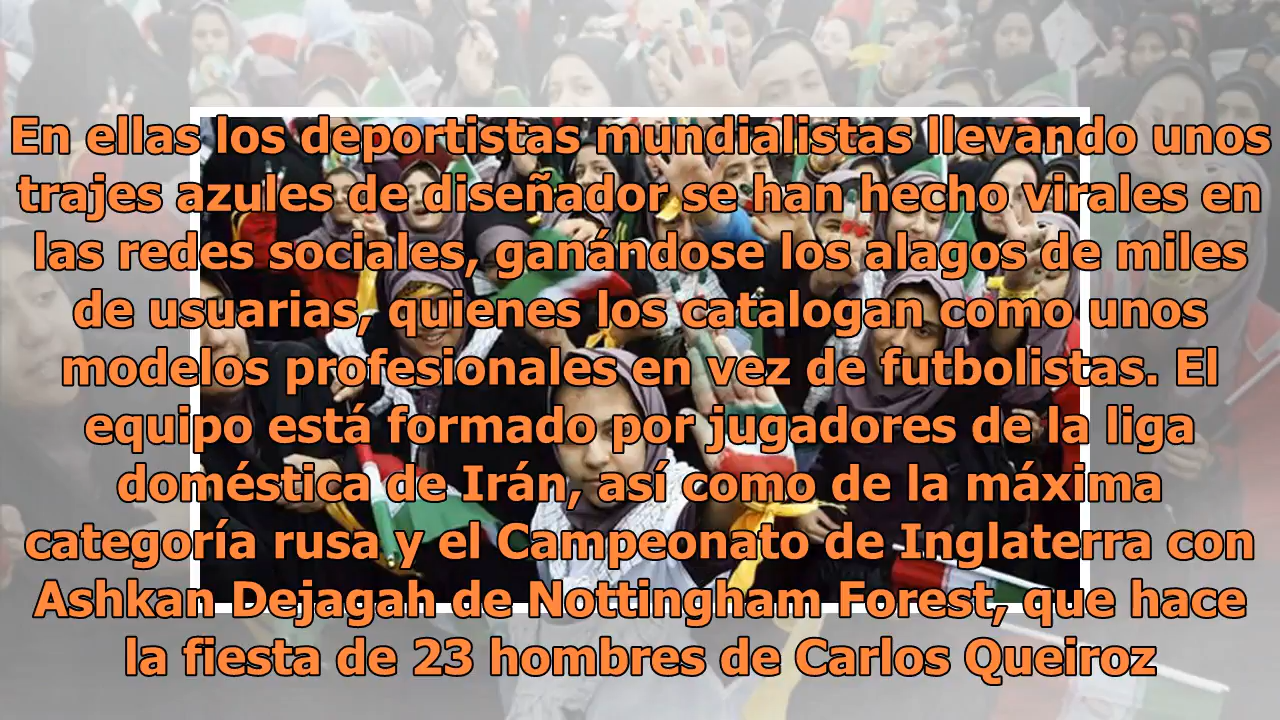 En ellas los deportistas mundialistas llevando unos
trajes azules de diseñador se han hecho virales en
las redes sociales, ganándose los alagos de miles
de usuarias, quienes los catalogan como unos
modelos profesionales en vez de futbolistas. El
equipo está formado por jugadores de la liga
doméstica de Irán, así como de la máxima
categoría rusa y el Campeonato de Inglaterra con
Ashkan Dejagah de Nottingham Forest, que hace
la fiesta de 23 hombres de Carlos Queiroz